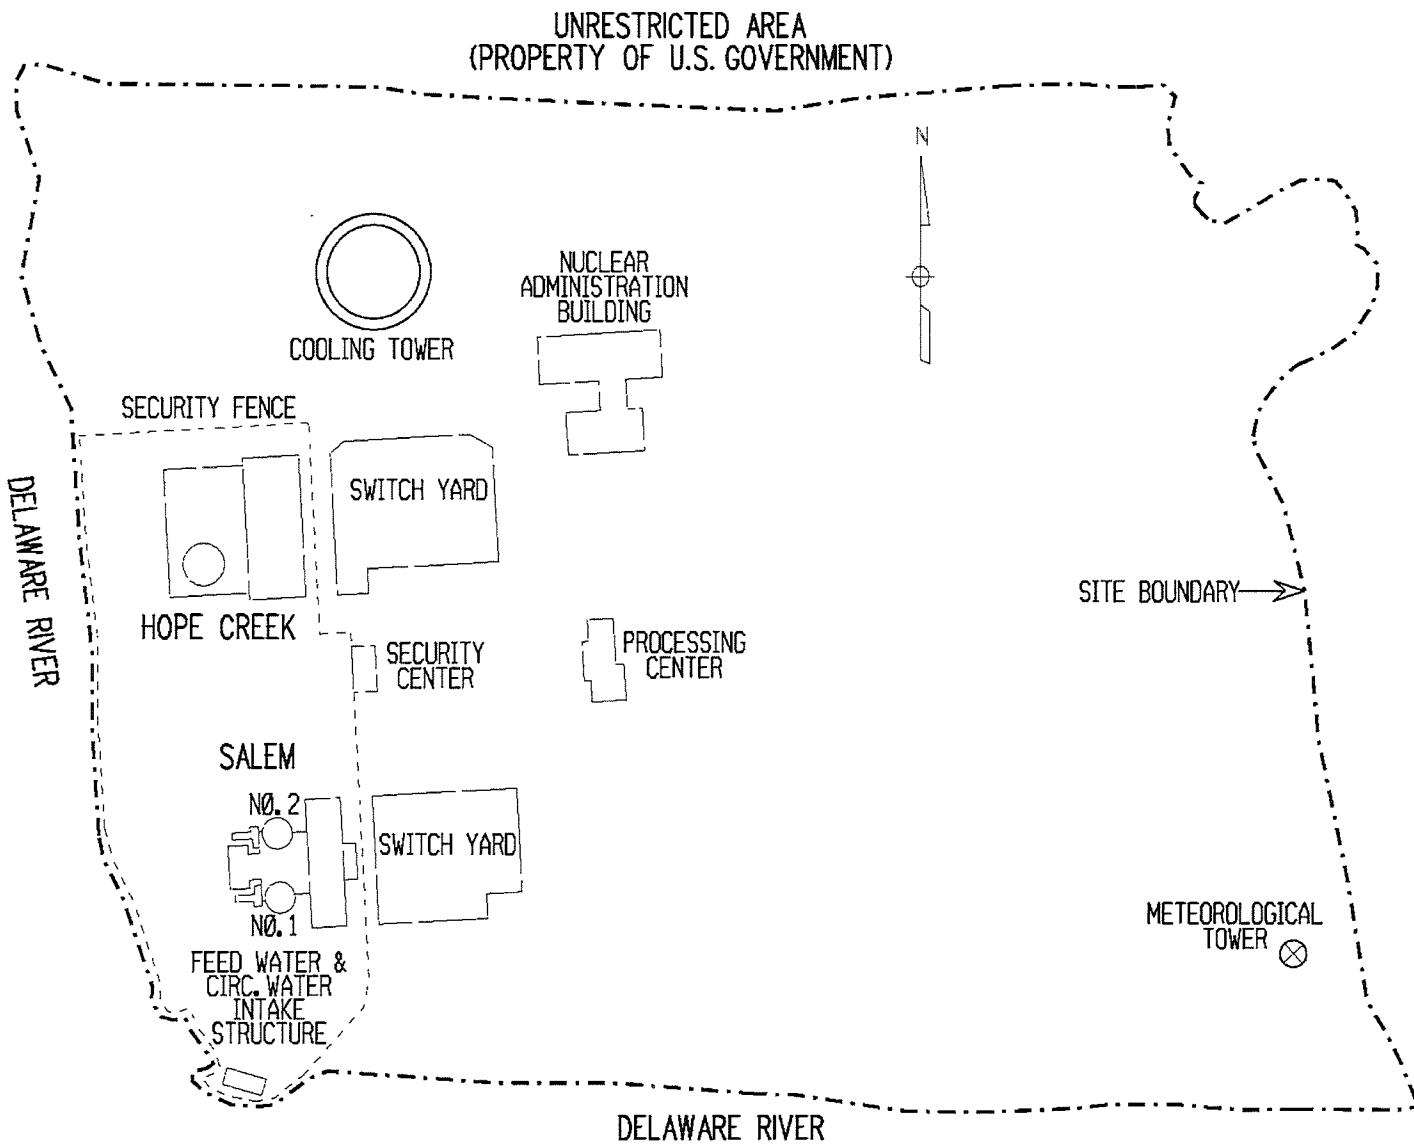 UNRESTRICTED AREA
(PROPERTY OF U.S. GOVERNMENT)
N
NUCLEAR
ADMINISTRATION
BUILDING
COOLING TOWER
SECURITY FENCE
SWITCH YARD
DELAWARE RIVER
SITE BOUNDARY
HOPE CREEK
SECURITY
CENTER
PROCESSING
CENTER
SALEM
NØ.2
SWITCH YARD
NØ.1
METEOROLOGICAL
TOWER
FEED WATER &
CIRC. WATER
INTAKE
STRUCTURE
DELAWARE RIVER